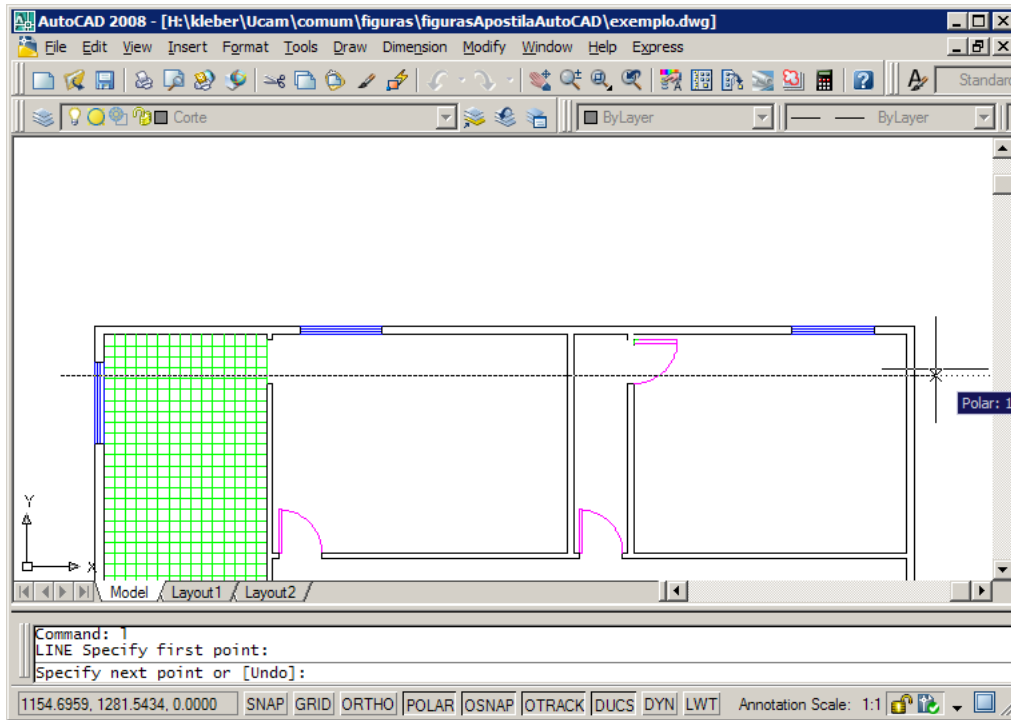 AutoCAD 2008 - [H:\kleber\Ucam\comum\figuras\figurasApostilaAutoCAD\exemplo.dwg]
File Edit View Insert Format Tools Draw Dimension Modify Window Help Express
Standard
Corte ByLayer ByLayer
Polar: 1
Y
X
Model Layout1 Layout2
Command: l
LINE Specify first point:
Specify next point or [Undo]:
1154.6959, 1281.5434, 0.0000 SNAP GRID ORTHO POLAR OSNAP OTRACK DUCS DYN LWT Annotation Scale: 1:1